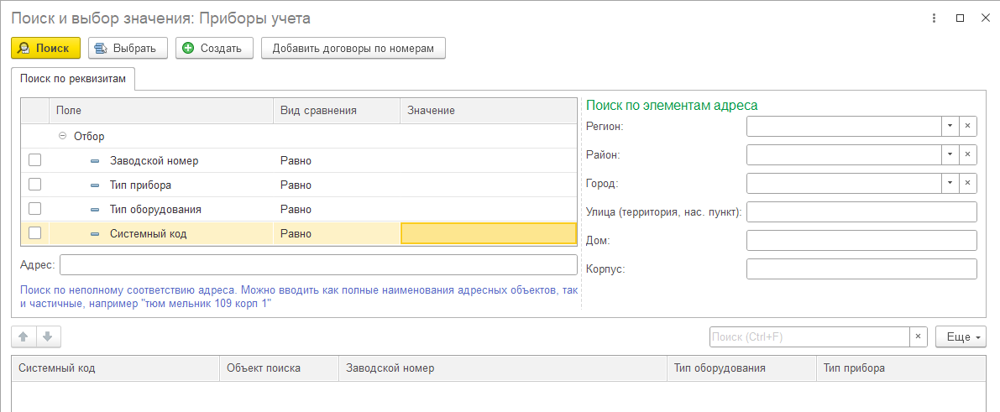 Поиск и выбор значения: Приборы учета
Поиск Выбрать Создать Добавить договоры по номерам
Поиск по реквизитам
Поле Вид сравнения Значение
Отбор
Заводской номер Равно
Тип прибора Равно
Тип оборудования Равно
Системный код Равно
Адрес:
Поиск по неполному соответствию адреса. Можно вводить как полные наименования адресных объектов, так
и частичные, например "тюм мельник 109 корп 1"
Поиск по элементам адреса
Регион:
Район:
Город:
Улица (территория, нас. пункт):
Дом:
Корпус:
Поиск (Ctrl+F) Еще
Системный код Объект поиска Заводской номер Тип оборудования Тип прибора